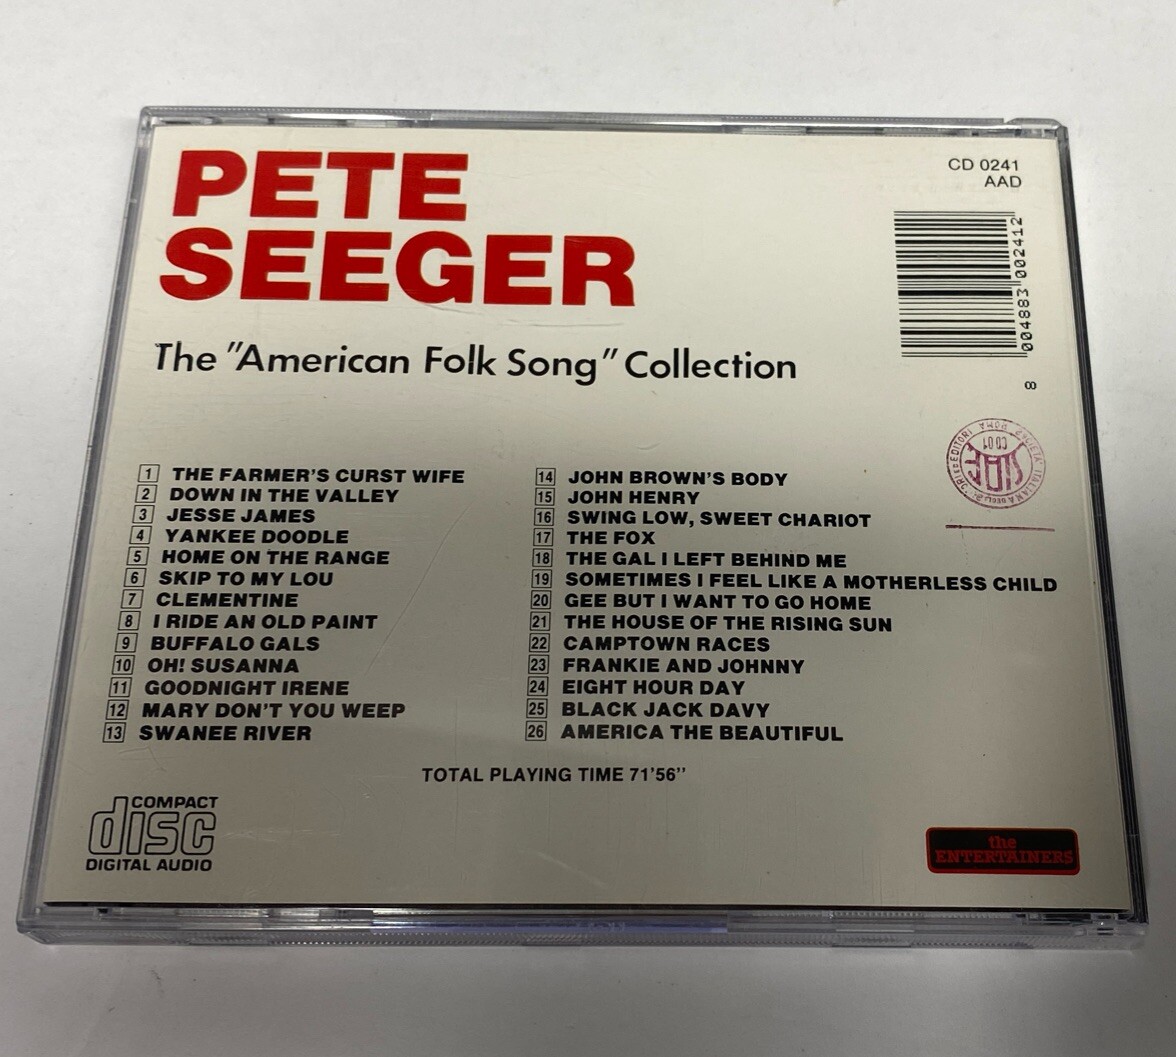 PETE
SEEGER
The "American Folk Song" Collection
CD 0241
AAD
004883 002412
8
1 THE FARMER'S CURST WIFE
2 DOWN IN THE VALLEY
3 JESSE JAMES
4 YANKEE DOODLE
5 HOME ON THE RANGE
6 SKIP TO MY LOU
7 CLEMENTINE
8 I RIDE AN OLD PAINT
9 BUFFALO GALS
10 OH! SUSANNA
11 GOODNIGHT IRENE
12 MARY DON'T YOU WEEP
13 SWANEE RIVER
14 JOHN BROWN'S BODY
15 JOHN HENRY
16 SWING LOW, SWEET CHARIOT
17 THE FOX
18 THE GAL I LEFT BEHIND ME
19 SOMETIMES I FEEL LIKE A MOTHERLESS CHILD
20 GEE BUT I WANT TO GO HOME
21 THE HOUSE OF THE RISING SUN
22 CAMPTOWN RACES
23 FRANKIE AND JOHNNY
24 EIGHT HOUR DAY
25 BLACK JACK DAVY
26 AMERICA THE BEAUTIFUL
TOTAL PLAYING TIME 71'56''
COMPACT
disc
DIGITAL AUDIO
the
ENTERTAINERS
SIAE
CD 01
EDITORI
ROMA